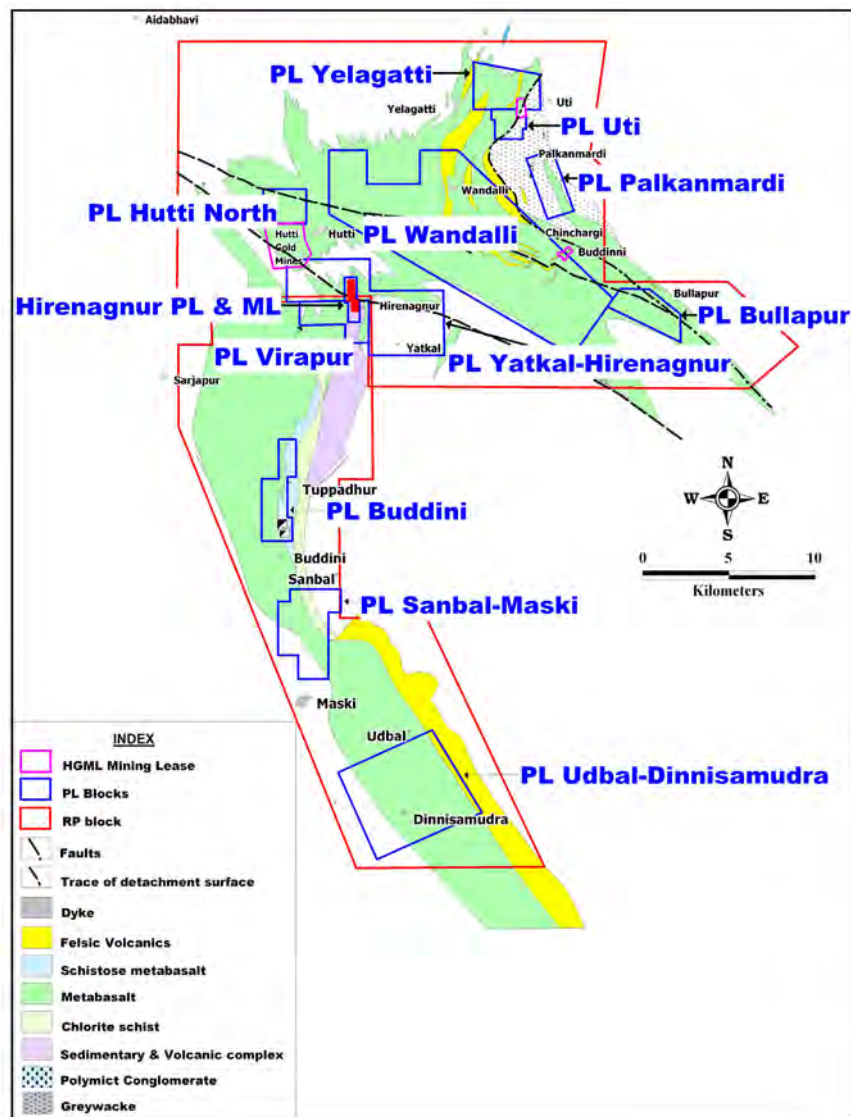 Aidabhavi
PL Yelagatti
Yelagatti
Uti
PL Uti
Palkanmardi
PL Palkanmardi
Wandalli
PL Hutti North
Hutti
Gold
Mines
Hutti
PL Wandalli
Chinchargi
Buddinni
Bullapur
Hirenagnur PL & ML
Hirenagnur
PL Bullapur
PL Virapur
Yatkal
PL Yatkal-Hirenagnur
Sarjapur
Tuppadhur
PL Buddini
N
W
E
S
Buddini
Sanbal
0 5 10
Kilometers
PL Sanbal-Maski
Maski
Udbal
PL Udbal-Dinnisamudra
Dinnisamudra
INDEX
HGML Mining Lease
PL Blocks
RP block
Faults
Trace of detachment surface
Dyke
Felsic Volcanics
Schistose metabasalt
Metabasalt
Chlorite schist
Sedimentary & Volcanic complex
Polymict Conglomerate
Greywacke